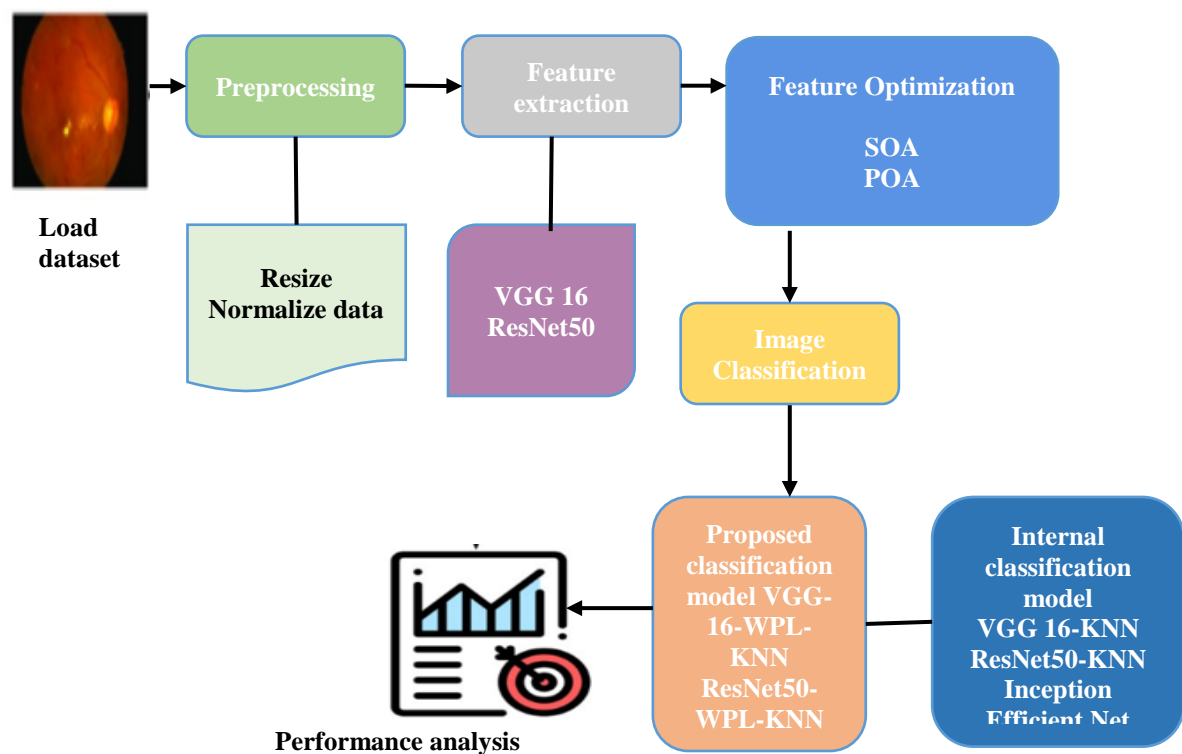 Preprocessing
Feature
extraction
Feature Optimization
SOA
POA
Load
dataset
Resize
Normalize data
VGG 16
ResNet50
Image
Classification
Proposed
classification
model VGG-
16-WPL-
KNN
ResNet50-
WPL-KNN
Internal
classification
model
VGG 16-KNN
ResNet50-KNN
Inception
Efficient Net
Performance analysis